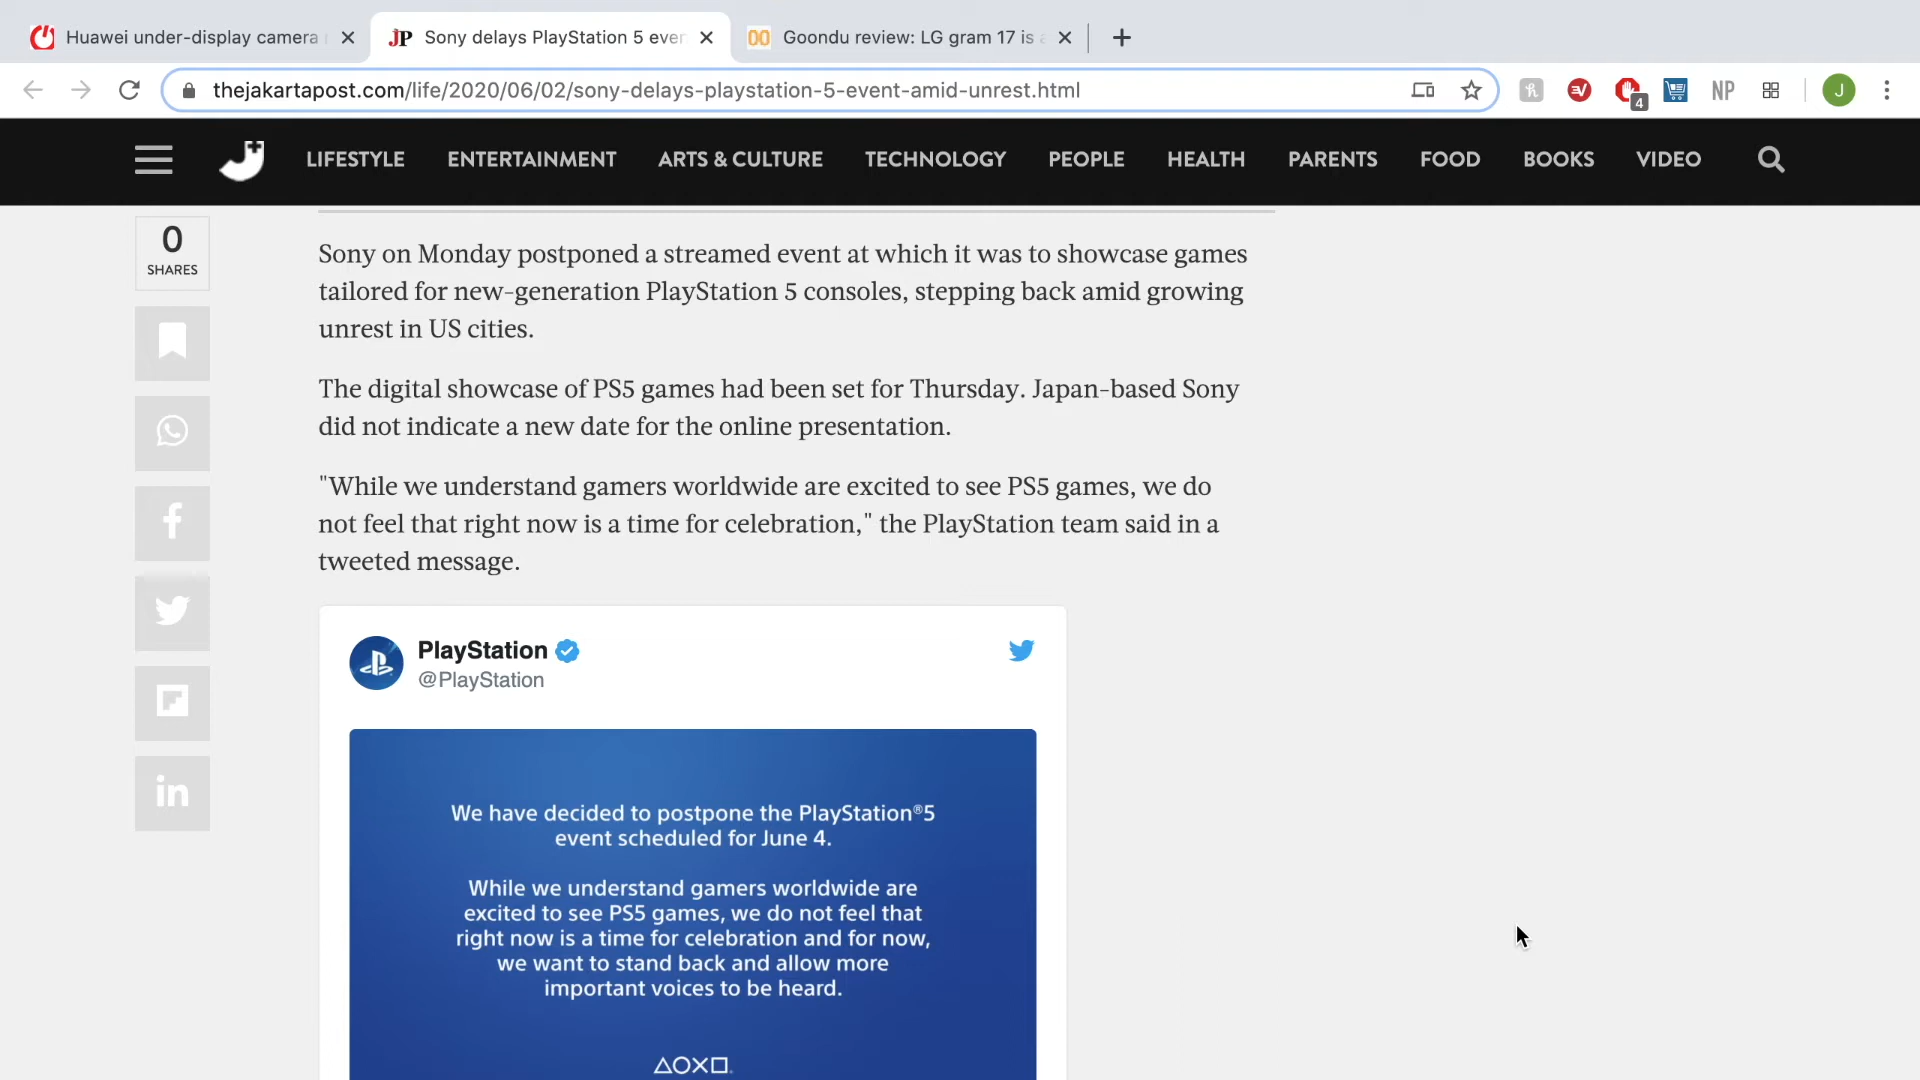 Huawei under-display camera
Sony delays PlayStation 5 even
Goondu review: LG gram 17 is a
thejakartapost.com/life/2020/06/02/sony-delays-playstation-5-event-amid-unrest.html
4
NP
J
LIFESTYLE ENTERTAINMENT ARTS & CULTURE TECHNOLOGY PEOPLE HEALTH PARENTS FOOD BOOKS VIDEO
0
SHARES
Sony on Monday postponed a streamed event at which it was to showcase games
tailored for new-generation PlayStation 5 consoles, stepping back amid growing
unrest in US cities.
The digital showcase of PS5 games had been set for Thursday. Japan-based Sony
did not indicate a new date for the online presentation.
"While we understand gamers worldwide are excited to see PS5 games, we do
not feel that right now is a time for celebration," the PlayStation team said in a
tweeted message.
PlayStation
@PlayStation
We have decided to postpone the PlayStation®5
event scheduled for June 4.
While we understand gamers worldwide are
excited to see PS5 games, we do not feel that
right now is a time for celebration and for now,
we want to stand back and allow more
important voices to be heard.